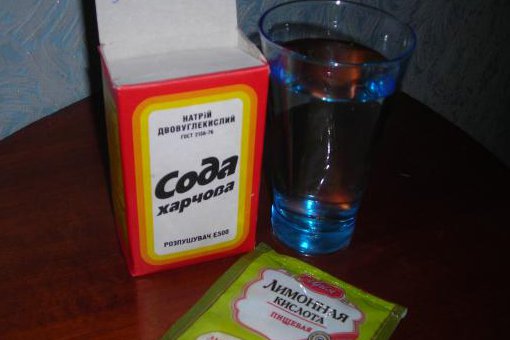 НАТРІЙ
ДВОВУГЛЕКИСЛИЙ
ГОСТ 2156-76
Сода
харчова
РОЗПУШУВАЧ-Е500
ЛИМОННАЯ
КИСЛОТА
ПИЩЕВАЯ